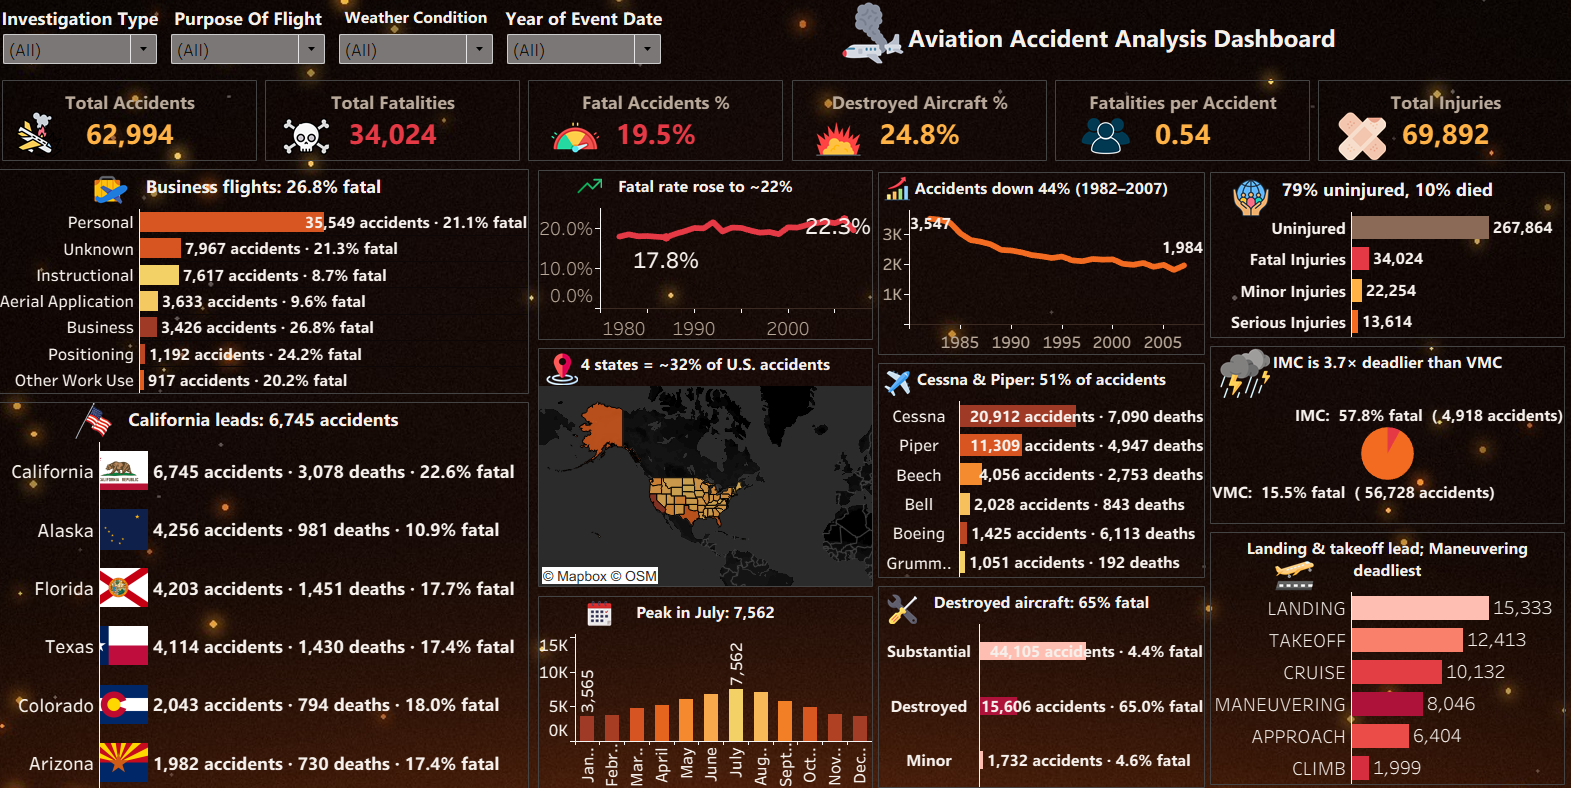 Investigation Type
Purpose Of Flight
Weather Condition
Year of Event Date
(All)
(All)
(All)
(All)
Aviation Accident Analysis Dashboard
Total Accidents
62,994
Total Fatalities
34,024
Fatal Accidents %
19.5%
Destroyed Aircraft %
24.8%
Fatalities per Accident
0.54
Total Injuries
69,892
Business flights: 26.8% fatal
Personal 35,549 accidents · 21.1% fatal
Unknown 7,967 accidents · 21.3% fatal
Instructional 7,617 accidents · 8.7% fatal
Aerial Application 3,633 accidents · 9.6% fatal
Business 3,426 accidents · 26.8% fatal
Positioning 1,192 accidents · 24.2% fatal
Other Work Use 917 accidents · 20.2% fatal
California leads: 6,745 accidents
California 6,745 accidents · 3,078 deaths · 22.6% fatal
Alaska 4,256 accidents · 981 deaths · 10.9% fatal
Florida 4,203 accidents · 1,451 deaths · 17.7% fatal
Texas 4,114 accidents · 1,430 deaths · 17.4% fatal
Colorado 2,043 accidents · 794 deaths · 18.0% fatal
Arizona 1,982 accidents · 730 deaths · 17.4% fatal
Fatal rate rose to ~22%
20.0%
10.0%
0.0%
22.3%
17.8%
1980 1990 2000
4 states = ~32% of U.S. accidents
© Mapbox © OSM
Peak in July: 7,562
15K
10K
5K
0K
3,565
7,562
Jan..
Febr..
Mar..
April
May
June
July
Aug..
Sept..
Oct..
Nov..
Dec..
Accidents down 44% (1982–2007)
3K
2K
1K
3,547
1,984
1985 1990 1995 2000 2005
Cessna & Piper: 51% of accidents
Cessna 20,912 accidents · 7,090 deaths
Piper 11,309 accidents · 4,947 deaths
Beech 4,056 accidents · 2,753 deaths
Bell 2,028 accidents · 843 deaths
Boeing 1,425 accidents · 6,113 deaths
Grumm.. 1,051 accidents · 192 deaths
Destroyed aircraft: 65% fatal
Substantial 44,105 accidents · 4.4% fatal
Destroyed 15,606 accidents · 65.0% fatal
Minor 1,732 accidents · 4.6% fatal
79% uninjured, 10% died
Uninjured 267,864
Fatal Injuries 34,024
Minor Injuries 22,254
Serious Injuries 13,614
IMC is 3.7× deadlier than VMC
IMC: 57.8% fatal ( 4,918 accidents)
VMC: 15.5% fatal ( 56,728 accidents)
Landing & takeoff lead; Maneuvering
deadliest
LANDING 15,333
TAKEOFF 12,413
CRUISE 10,132
MANEUVERING 8,046
APPROACH 6,404
CLIMB 1,999